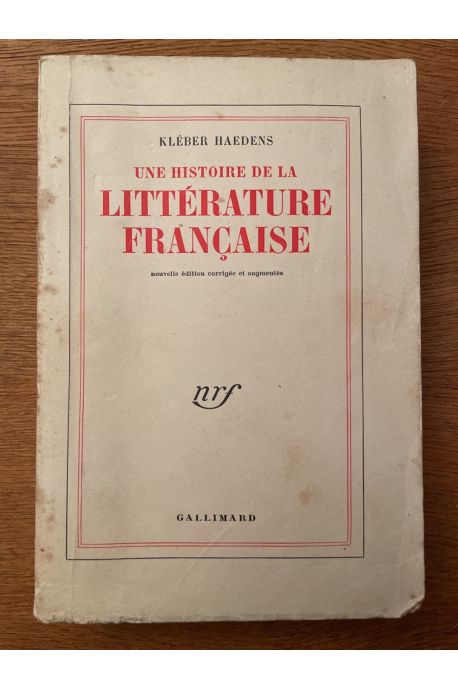 KLÉBER HAEDENS
UNE HISTOIRE DE LA
LITTÉRATURE
FRANÇAISE
nouvelle édition corrigée et augmentée
nrf
GALLIMARD